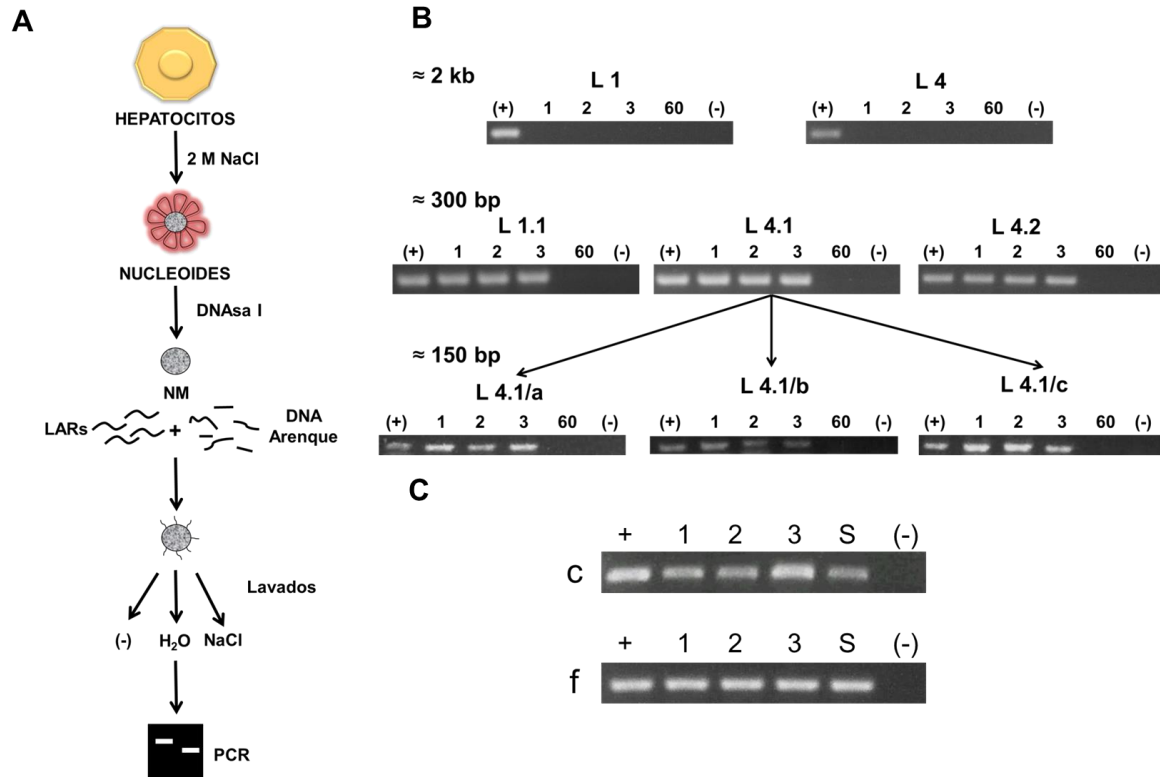 A
HEPATOCITOS
2 M NaCl
NUCLEOIDES
DNAsa I
NM
LARs + DNA Arenque
Lavados
(-) H₂O NaCl
PCR
B
≈ 2 kb
L 1 L 4
(+) 1 2 3 60 (-) (+) 1 2 3 60 (-)
≈ 300 bp
L 1.1 L 4.1 L 4.2
(+) 1 2 3 60 (-) (+) 1 2 3 60 (-) (+) 1 2 3 60 (-)
≈ 150 bp
L 4.1/a L 4.1/b L 4.1/c
(+) 1 2 3 60 (-) (+) 1 2 3 60 (-) (+) 1 2 3 60 (-)
C
+ 1 2 3 S (-)
c
+ 1 2 3 S (-)
f